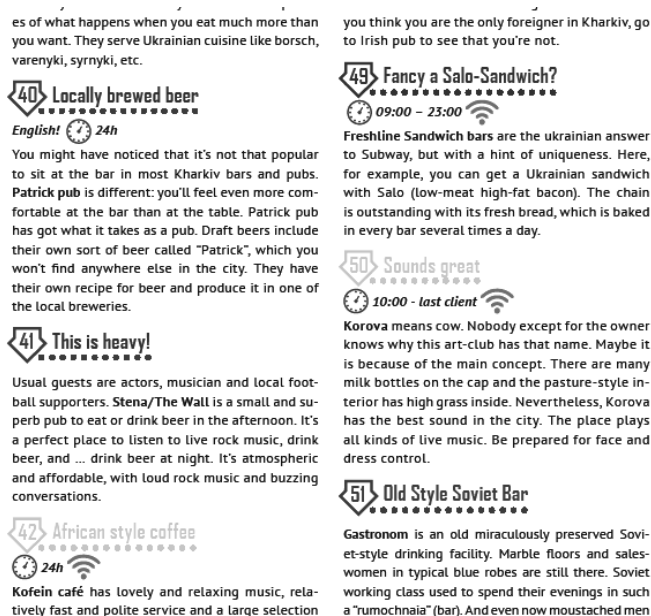 es of what happens when you eat much more than
you want. They serve Ukrainian cuisine like borsch,
varenyki, syrnyki, etc.
40 Locally brewed beer
English! 24h
You might have noticed that it's not that popular
to sit at the bar in most Kharkiv bars and pubs.
Patrick pub is different: you'll feel even more com-
fortable at the bar than at the table. Patrick pub
has got what it takes as a pub. Draft beers include
their own sort of beer called "Patrick", which you
won't find anywhere else in the city. They have
their own recipe for beer and produce it in one of
the local breweries.
41 This is heavy!
Usual guests are actors, musician and local foot-
ball supporters. Stena/The Wall is a small and su-
perb pub to eat or drink beer in the afternoon. It's
a perfect place to listen to live rock music, drink
beer, and ... drink beer at night. It's atmospheric
and affordable, with loud rock music and buzzing
conversations.
42 African style coffee
24h
Kofein café has lovely and relaxing music, rela-
tively fast and polite service and a large selection
you think you are the only foreigner in Kharkiv, go
to Irish pub to see that you're not.
49 Fancy a Salo-Sandwich?
09:00 – 23:00
Freshline Sandwich bars are the ukrainian answer
to Subway, but with a hint of uniqueness. Here,
for example, you can get a Ukrainian sandwich
with Salo (low-meat high-fat bacon). The chain
is outstanding with its fresh bread, which is baked
in every bar several times a day.
50 Sounds great
10:00 - last client
Korova means cow. Nobody except for the owner
knows why this art-club has that name. Maybe it
is because of the main concept. There are many
milk bottles on the cap and the pasture-style in-
terior has high grass inside. Nevertheless, Korova
has the best sound in the city. The place plays
all kinds of live music. Be prepared for face and
dress control.
51 Old Style Soviet Bar
Gastronom is an old miraculously preserved Sovi-
et-style drinking facility. Marble floors and sales-
women in typical blue robes are still there. Soviet
working class used to spend their evenings in such
a "rumochnaia" (bar). And even now moustached men